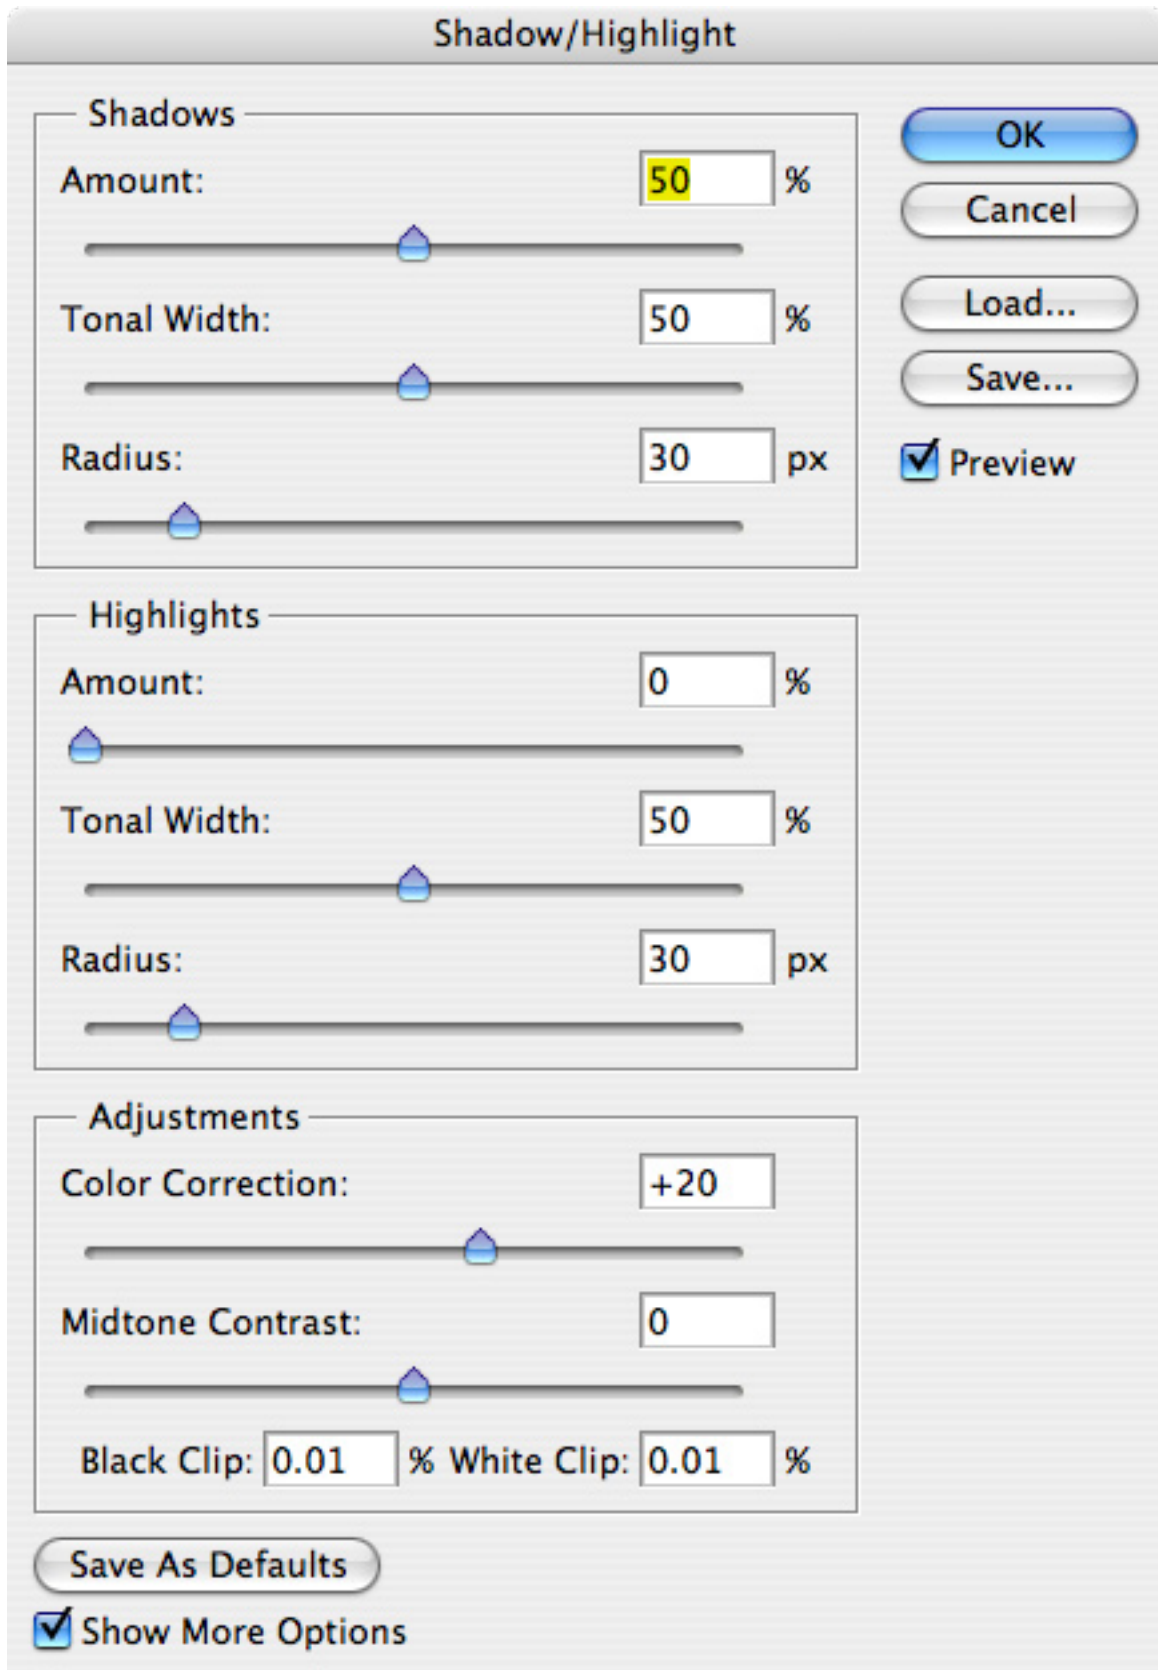 Shadow/Highlight
Shadows
Amount: 50 %
Tonal Width: 50 %
Radius: 30 px
Highlights
Amount: 0 %
Tonal Width: 50 %
Radius: 30 px
Adjustments
Color Correction: +20
Midtone Contrast: 0
Black Clip: 0.01 % White Clip: 0.01 %
Save As Defaults
Show More Options
OK
Cancel
Load...
Save...
Preview